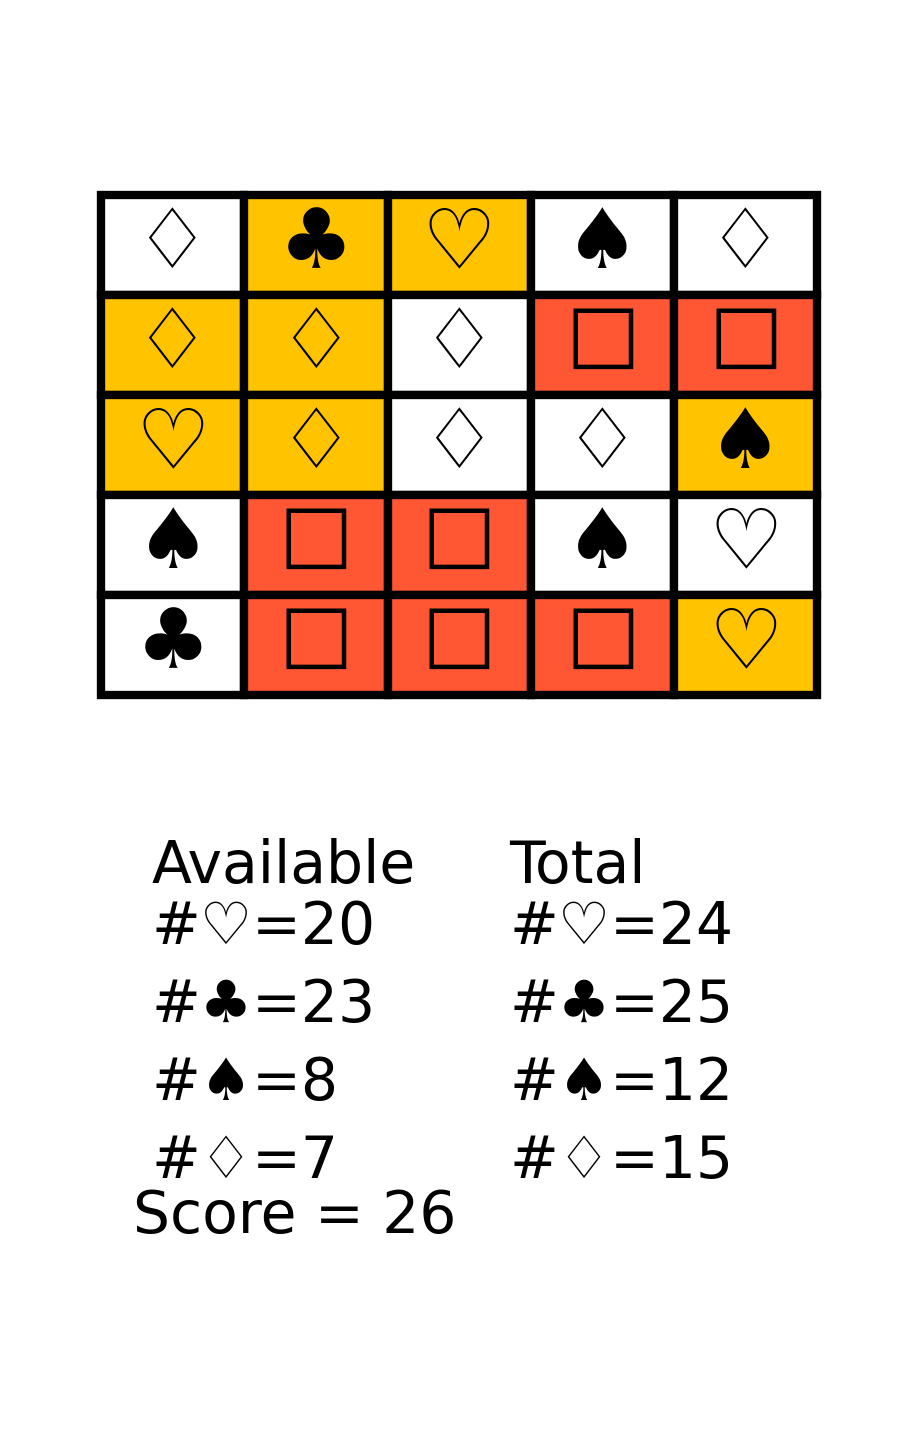 ♢ ♣ ♡ ♠ ♢
♢ ♢ ♢ □ □
♡ ♢ ♢ ♢ ♠
♠ □ □ ♠ ♡
♣ □ □ □ ♡
Available Total
#♡=20 #♡=24
#♣=23 #♣=25
#♠=8 #♠=12
#♢=7 #♢=15
Score = 26